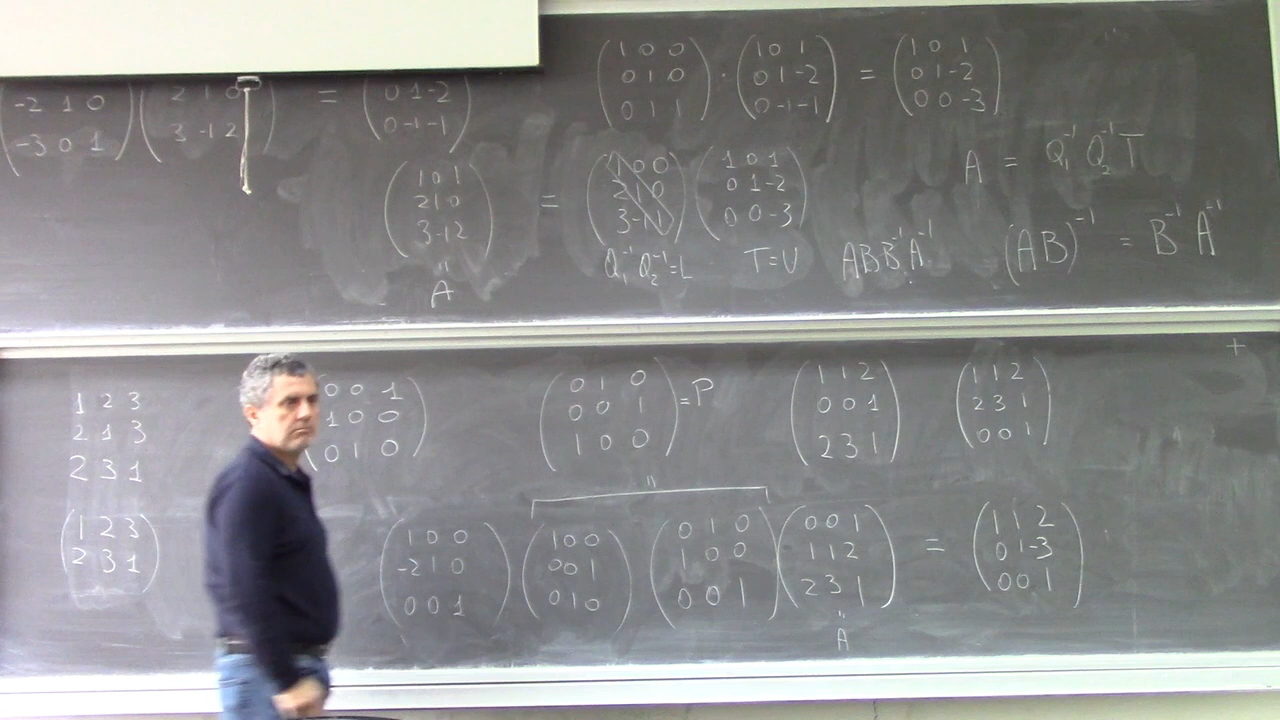 1 0 0   1 0 1   1 0 1
0 1 0 · 0 1 -2 = 0 1 -2
0 1 1   0 -1 -1   0 0 -3
-2 1 0   2 1 0 = 0 1 -2
-3 0 1   3 -1 2   0 -1 -1
1 0 1   1 0 0   1 0 1
2 1 0 = 2 1 0   0 1 -2
3 -1 2   3 -1 1   0 0 -3
A = Q₁⁻¹ Q₂⁻¹ T
" A
Q₁⁻¹ Q₂⁻¹ = L   T = U   A B B⁻¹ A⁻¹   (AB)⁻¹ = B⁻¹ A⁻¹
+
1 2 3
2 1 3
2 3 1
(1 2 3)
(2 3 1)
0 0 1   0 1 0   1 1 2   1 1 2
1 0 0   0 0 1 = P   0 0 1   2 3 1
0 1 0   1 0 0   2 3 1   0 0 1
"
1 0 0   1 0 0   0 1 0   0 0 1   1 1 2
-2 1 0   0 0 1   1 0 0   1 1 2 = 0 1 -3
0 0 1   0 1 0   0 0 1   2 3 1   0 0 1
" A